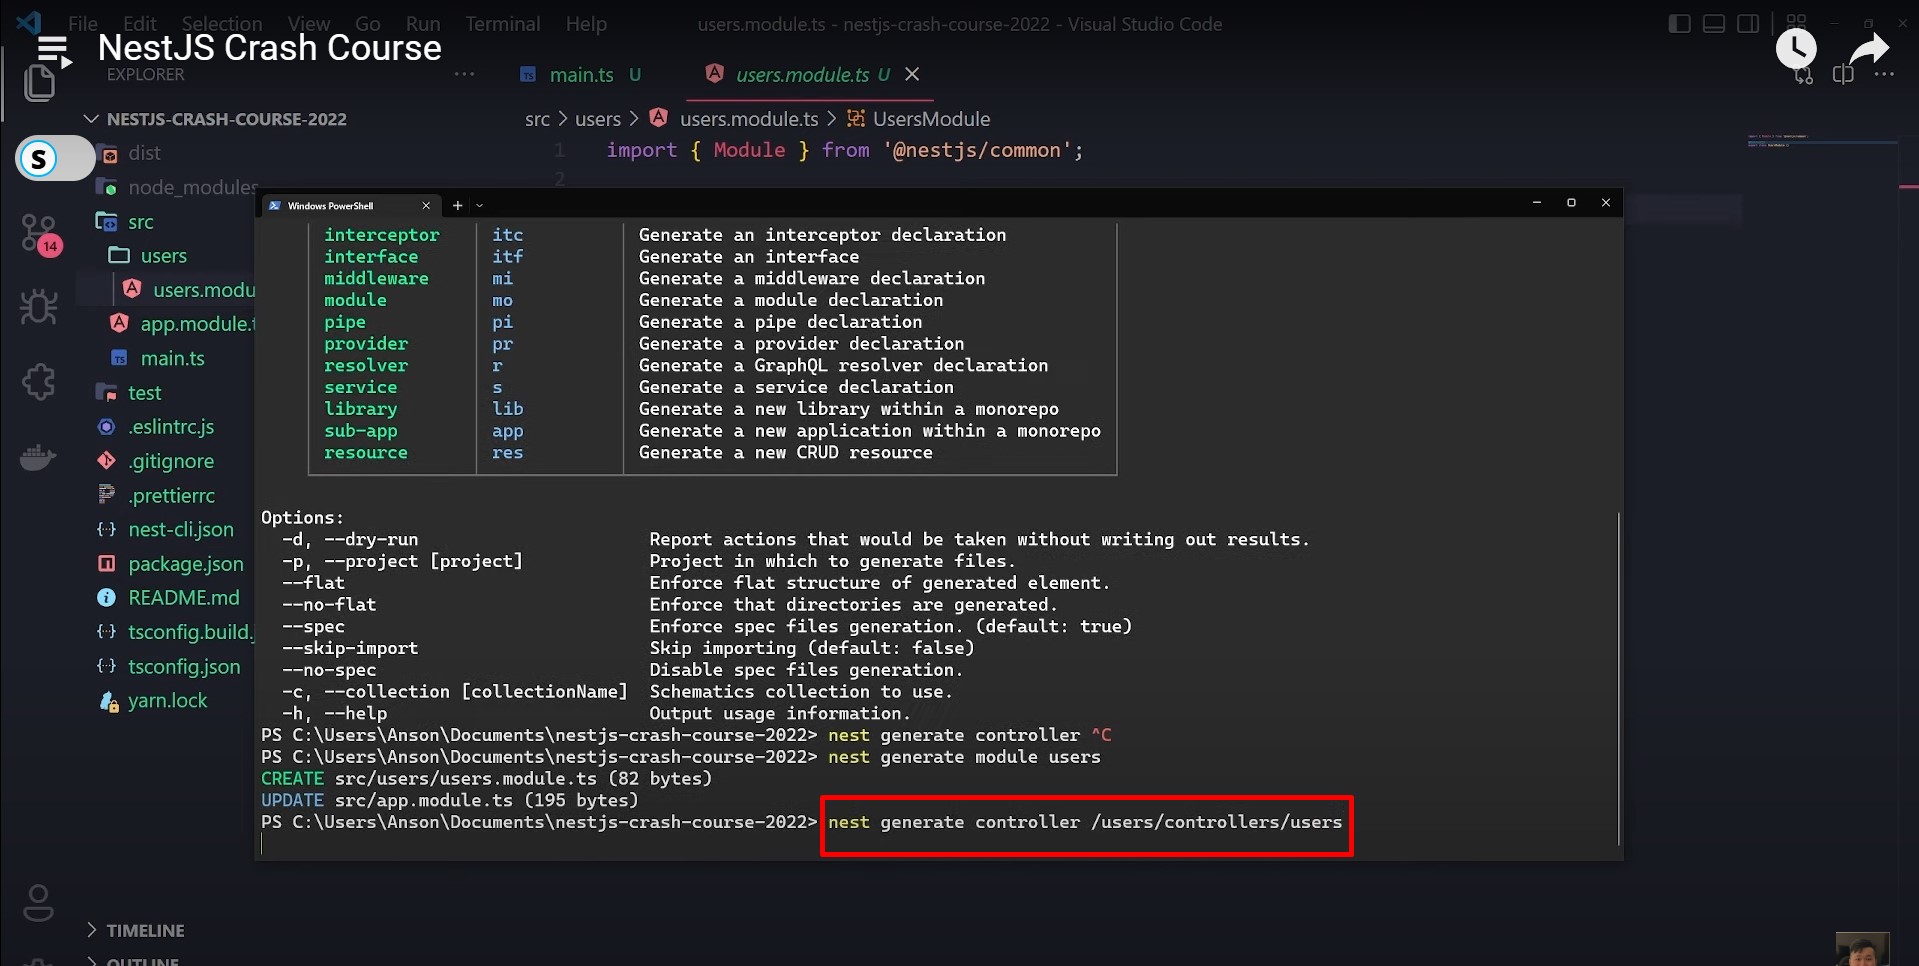 File Edit Selection View Go Run Terminal Help
users.module.ts - nestjs-crash-course-2022 - Visual Studio Code
NestJS Crash Course
EXPLORER
main.ts U
users.module.ts U
NESTJS-CRASH-COURSE-2022
src > users > users.module.ts > UsersModule
S
dist
1 import { Module } from '@nestjs/common';
2
node_modules
14
src
users
users.modu
app.module.t
main.ts
test
.eslintrc.js
.gitignore
.prettierrc
nest-cli.json
package.json
README.md
tsconfig.build.j
tsconfig.json
yarn.lock
TIMELINE
OUTLINE
Windows PowerShell
interceptor itc Generate an interceptor declaration
interface itf Generate an interface
middleware mi Generate a middleware declaration
module mo Generate a module declaration
pipe pi Generate a pipe declaration
provider pr Generate a provider declaration
resolver r Generate a GraphQL resolver declaration
service s Generate a service declaration
library lib Generate a new library within a monorepo
sub-app app Generate a new application within a monorepo
resource res Generate a new CRUD resource
Options:
-d, --dry-run Report actions that would be taken without writing out results.
-p, --project [project] Project in which to generate files.
--flat Enforce flat structure of generated element.
--no-flat Enforce that directories are generated.
--spec Enforce spec files generation. (default: true)
--skip-import Skip importing (default: false)
--no-spec Disable spec files generation.
-c, --collection [collectionName] Schematics collection to use.
-h, --help Output usage information.
PS C:\Users\Anson\Documents\nestjs-crash-course-2022> nest generate controller ^C
PS C:\Users\Anson\Documents\nestjs-crash-course-2022> nest generate module users
CREATE src/users/users.module.ts (82 bytes)
UPDATE src/app.module.ts (195 bytes)
PS C:\Users\Anson\Documents\nestjs-crash-course-2022> nest generate controller /users/controllers/users